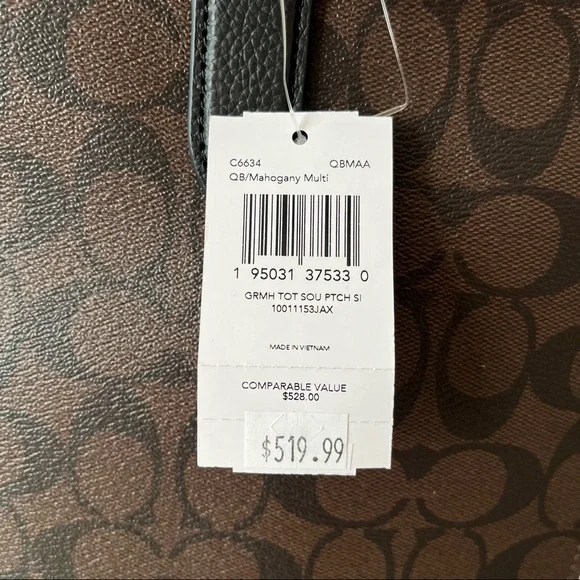 C6634 QBMAA
QB/Mahogany Multi
1 95031 37533 0
GRMH TOT SOU PTCH SI
10011153JAX
MADE IN VIETNAM
COMPARABLE VALUE
$528.00
$519.99